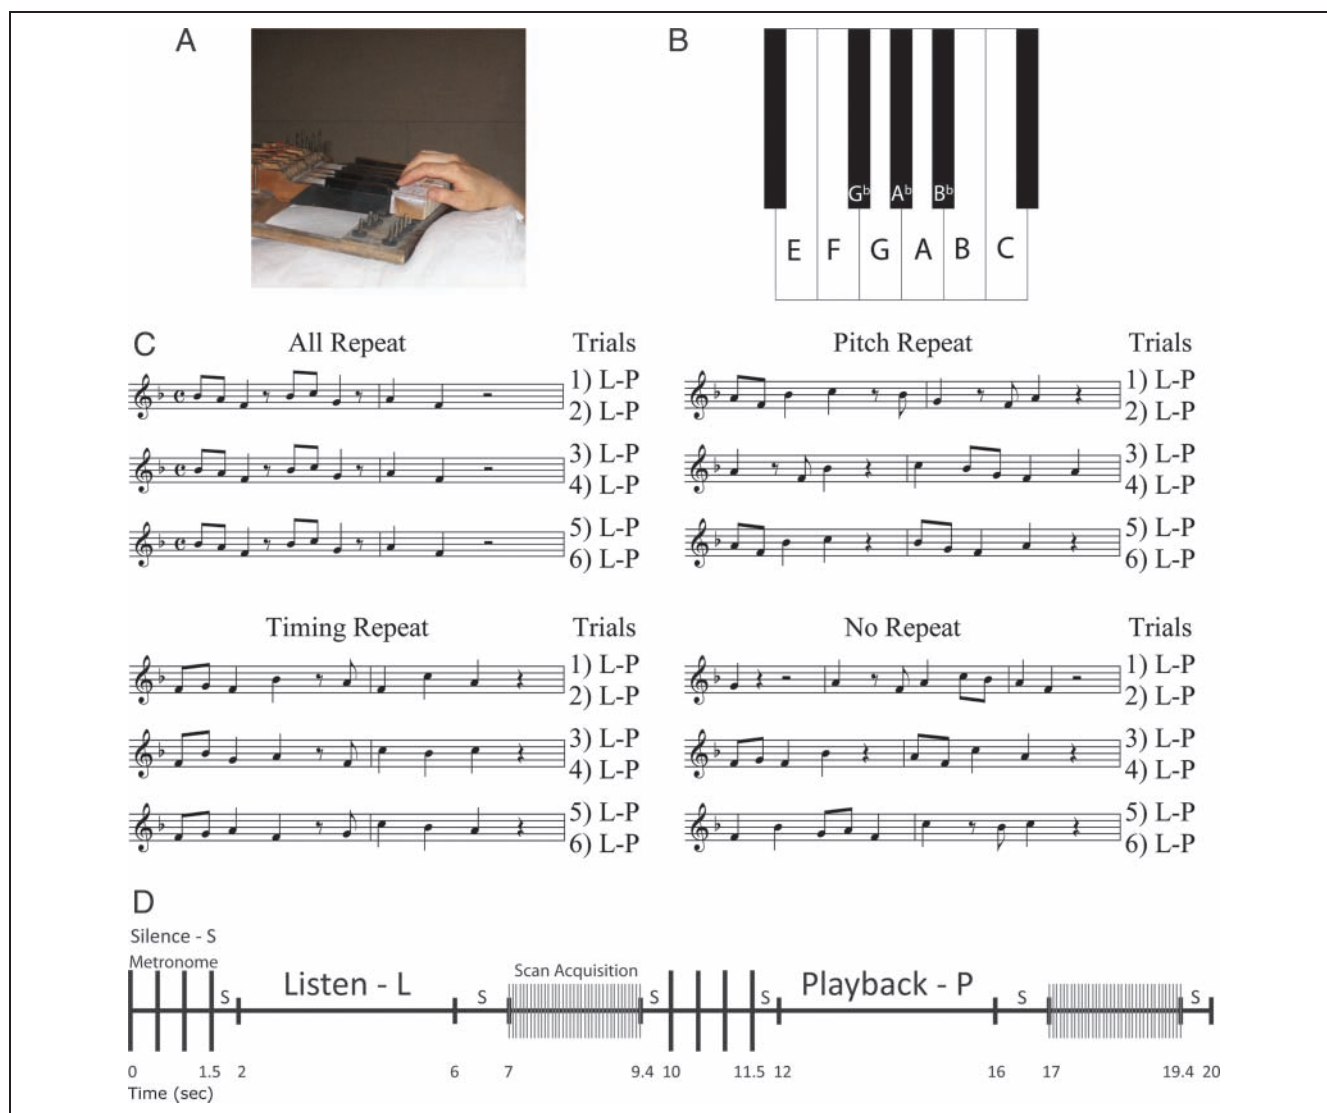 A
B
G♭ A♭ B♭
E F G A B C
C
All Repeat Trials
1) L-P
2) L-P
3) L-P
4) L-P
5) L-P
6) L-P
Pitch Repeat Trials
1) L-P
2) L-P
3) L-P
4) L-P
5) L-P
6) L-P
Timing Repeat Trials
1) L-P
2) L-P
3) L-P
4) L-P
5) L-P
6) L-P
No Repeat Trials
1) L-P
2) L-P
3) L-P
4) L-P
5) L-P
6) L-P
D
Silence - S
Metronome
S Listen - L S Scan Acquisition S S Playback - P S S
0 1.5 2 6 7 9.4 10 11.5 12 16 17 19.4 20
Time (sec)